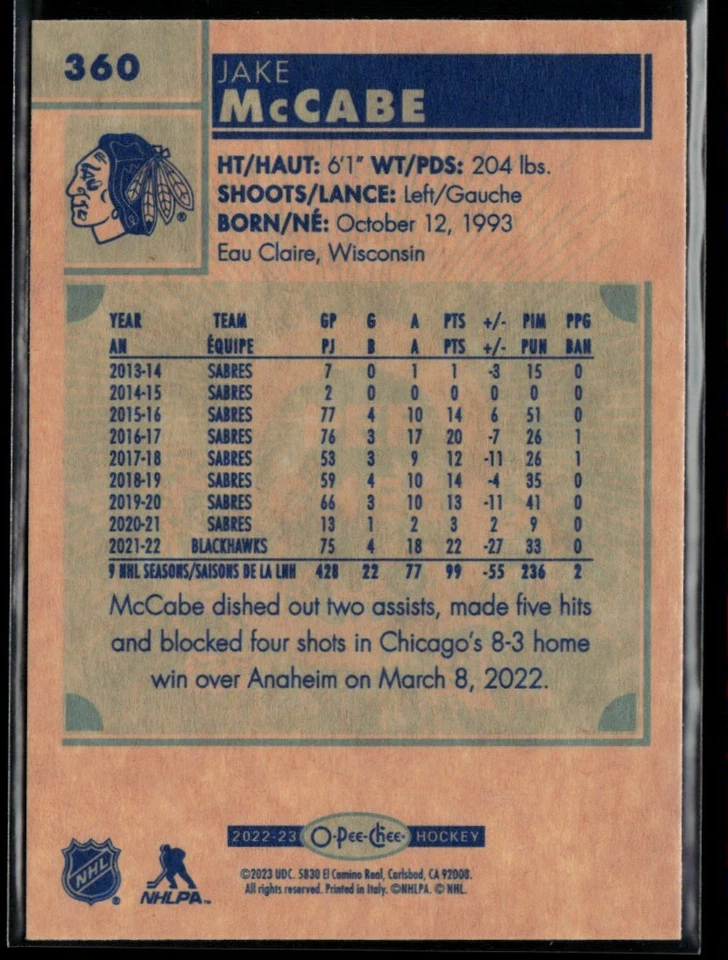 360
JAKE
McCABE
HT/HAUT: 6'1" WT/PDS: 204 lbs.
SHOOTS/LANCE: Left/Gauche
BORN/NÉ: October 12, 1993
Eau Claire, Wisconsin
®
YEAR TEAM GP G A PTS +/- PIM PPG
AN ÉQUIPE PJ B A PTS +/- PUN BAN
2013-14 SABRES 7 0 1 1 -3 15 0
2014-15 SABRES 2 0 0 0 0 0 0
2015-16 SABRES 77 4 10 14 6 51 0
2016-17 SABRES 76 3 17 20 -7 26 1
2017-18 SABRES 53 3 9 12 -11 26 1
2018-19 SABRES 59 4 10 14 -4 35 0
2019-20 SABRES 66 3 10 13 -11 41 0
2020-21 SABRES 13 1 2 3 2 9 0
2021-22 BLACKHAWKS 75 4 18 22 -27 33 0
9 NHL SEASONS/SAISONS DE LA LNH 428 22 77 99 -55 236 2
McCabe dished out two assists, made five hits
and blocked four shots in Chicago's 8-3 home
win over Anaheim on March 8, 2022.
2022-23 O-Pee-Chee HOCKEY
NHL ®
NHLPA™
©2023 UDC. 5830 El Camino Real, Carlsbad, CA 92008.
All rights reserved. Printed in Italy. ©NHLPA. © NHL.